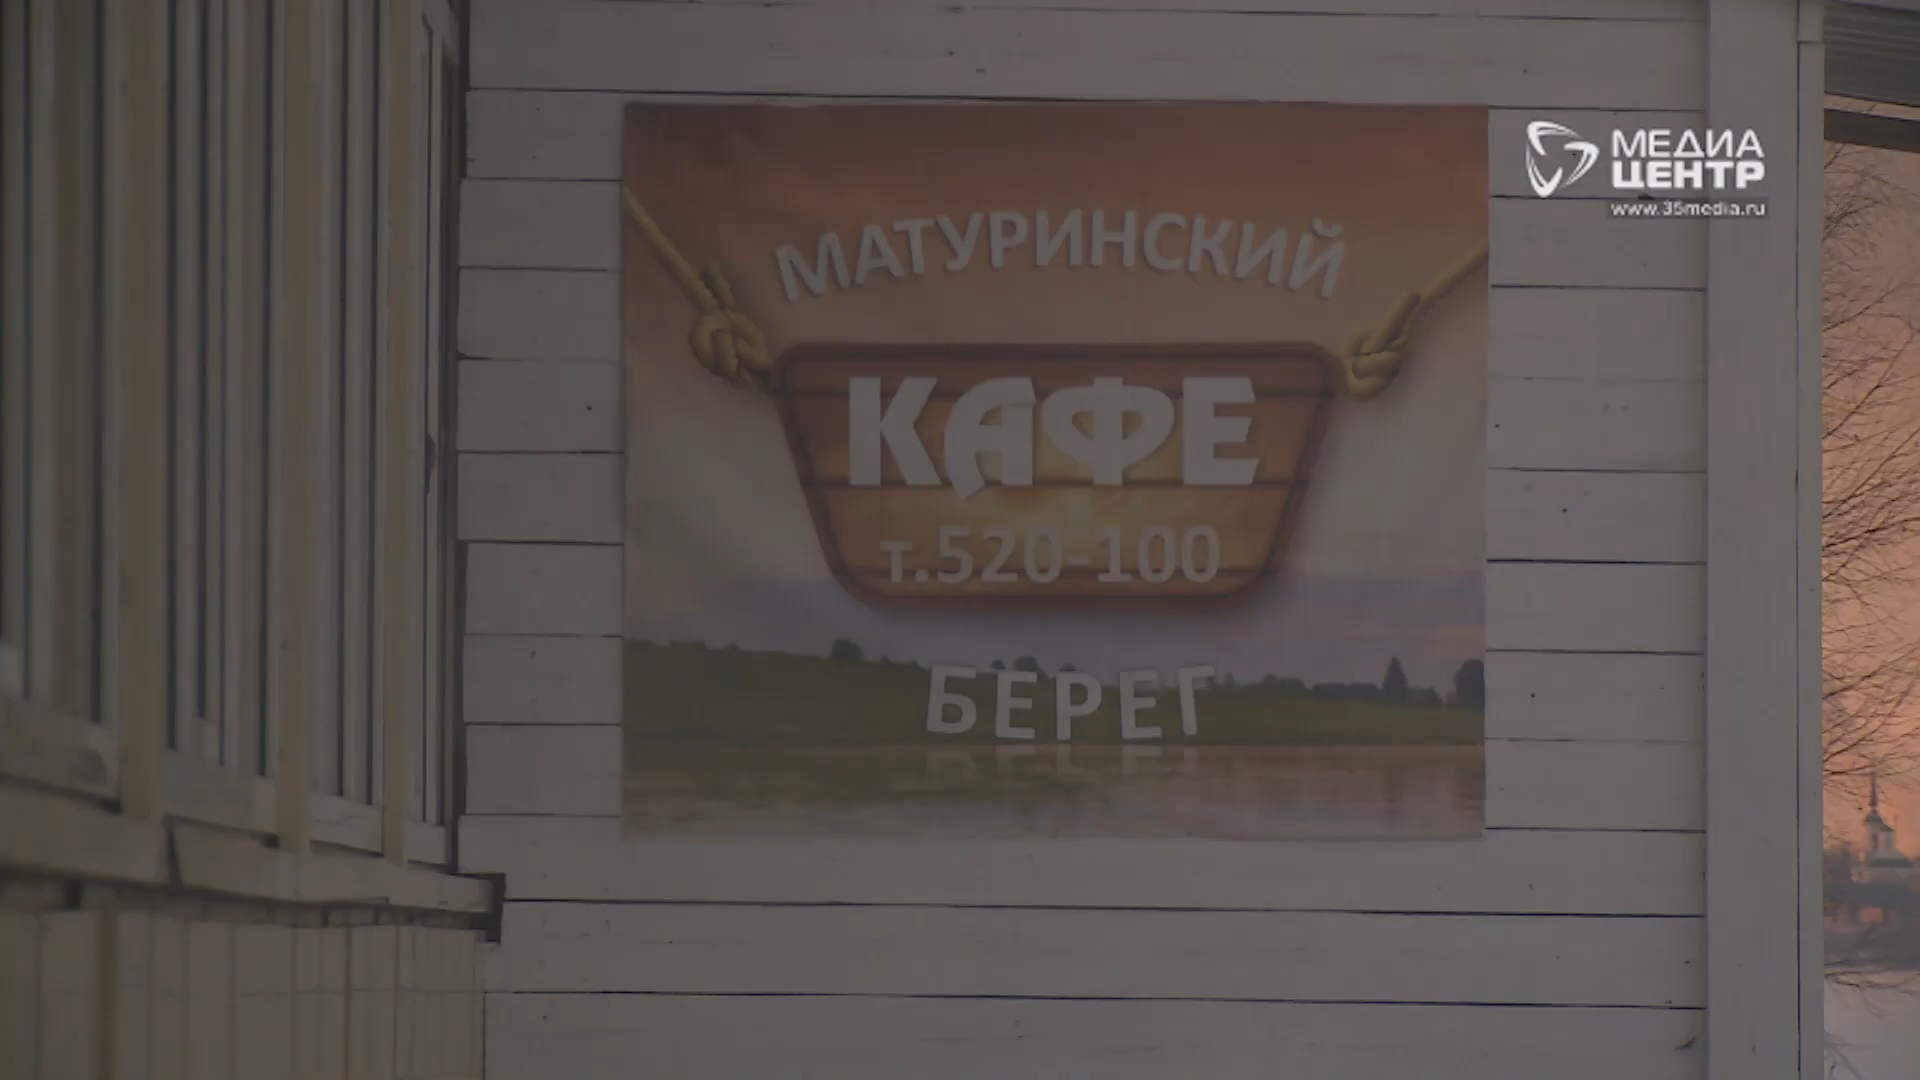 МАТУРИНСКИЙ
КАФЕ
т.520-100
БЕРЕГ
МЕДИА
ЦЕНТР
www.35media.ru